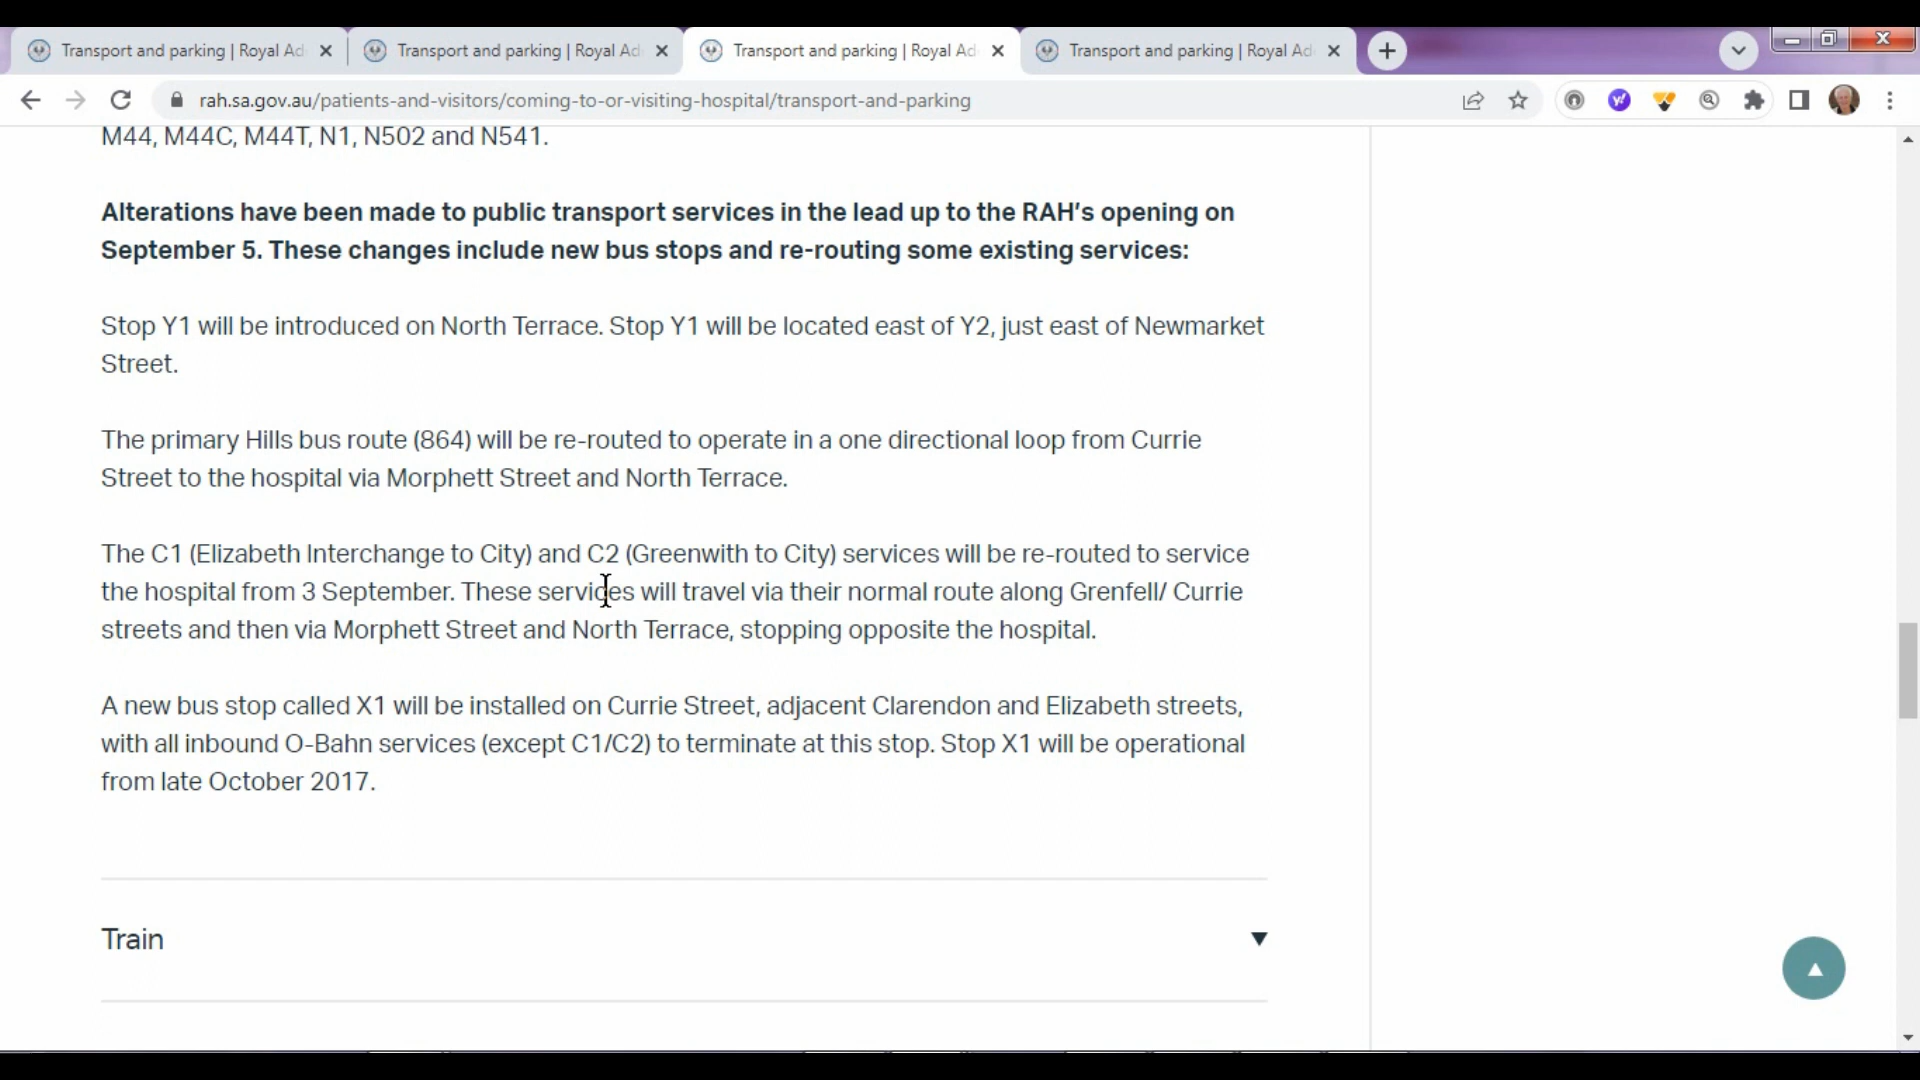 Transport and parking | Royal Ad
Transport and parking | Royal Ad
Transport and parking | Royal Ad
Transport and parking | Royal Ad
rah.sa.gov.au/patients-and-visitors/coming-to-or-visiting-hospital/transport-and-parking
M44, M44C, M44T, N1, N502 and N541.
Alterations have been made to public transport services in the lead up to the RAH's opening on
September 5. These changes include new bus stops and re-routing some existing services:
Stop Y1 will be introduced on North Terrace. Stop Y1 will be located east of Y2, just east of Newmarket
Street.
The primary Hills bus route (864) will be re-routed to operate in a one directional loop from Currie
Street to the hospital via Morphett Street and North Terrace.
The C1 (Elizabeth Interchange to City) and C2 (Greenwith to City) services will be re-routed to service
the hospital from 3 September. These services will travel via their normal route along Grenfell/ Currie
streets and then via Morphett Street and North Terrace, stopping opposite the hospital.
A new bus stop called X1 will be installed on Currie Street, adjacent Clarendon and Elizabeth streets,
with all inbound O-Bahn services (except C1/C2) to terminate at this stop. Stop X1 will be operational
from late October 2017.
Train